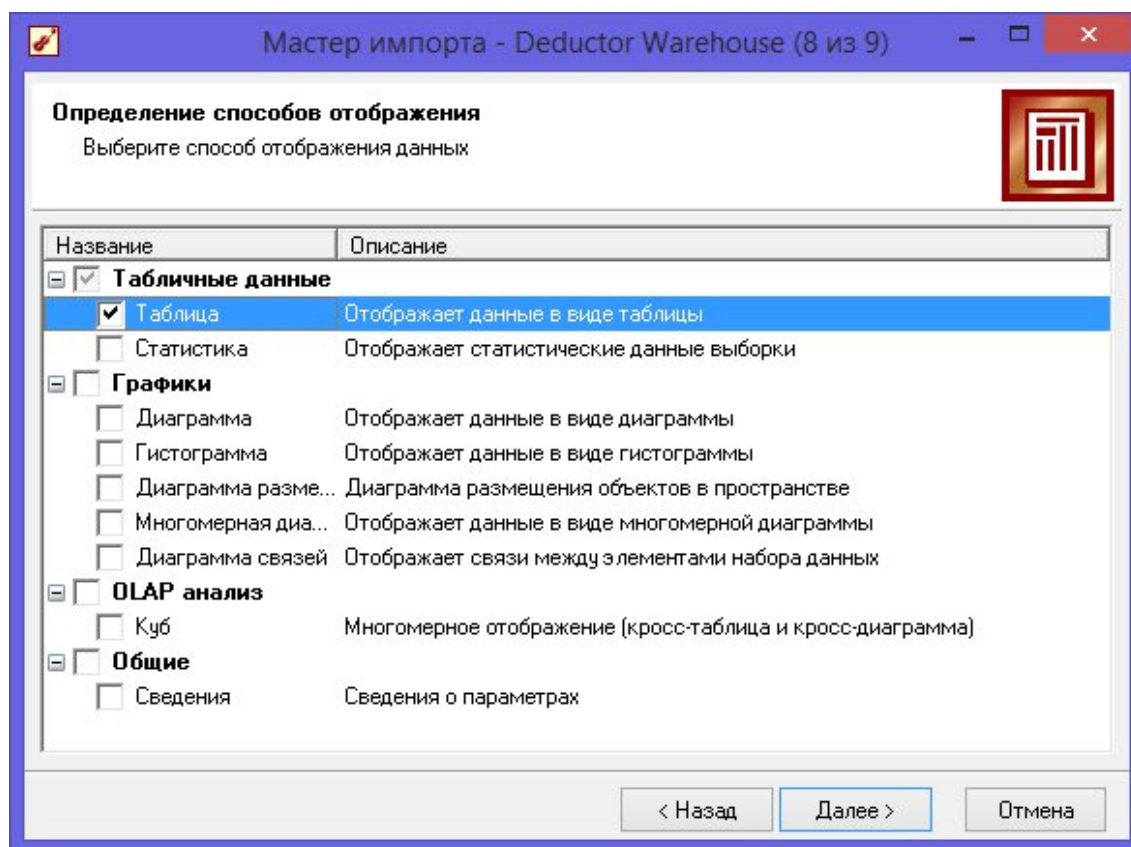 Мастер импорта - Deductor Warehouse (8 из 9)
Определение способов отображения
Выберите способ отображения данных
Название Описание
Табличные данные
Таблица Отображает данные в виде таблицы
Статистика Отображает статистические данные выборки
Графики
Диаграмма Отображает данные в виде диаграммы
Гистограмма Отображает данные в виде гистограммы
Диаграмма разме... Диаграмма размещения объектов в пространстве
Многомерная диа... Отображает данные в виде многомерной диаграммы
Диаграмма связей Отображает связи между элементами набора данных
OLAP анализ
Куб Многомерное отображение (кросс-таблица и кросс-диаграмма)
Общие
Сведения Сведения о параметрах
< Назад Далее > Отмена